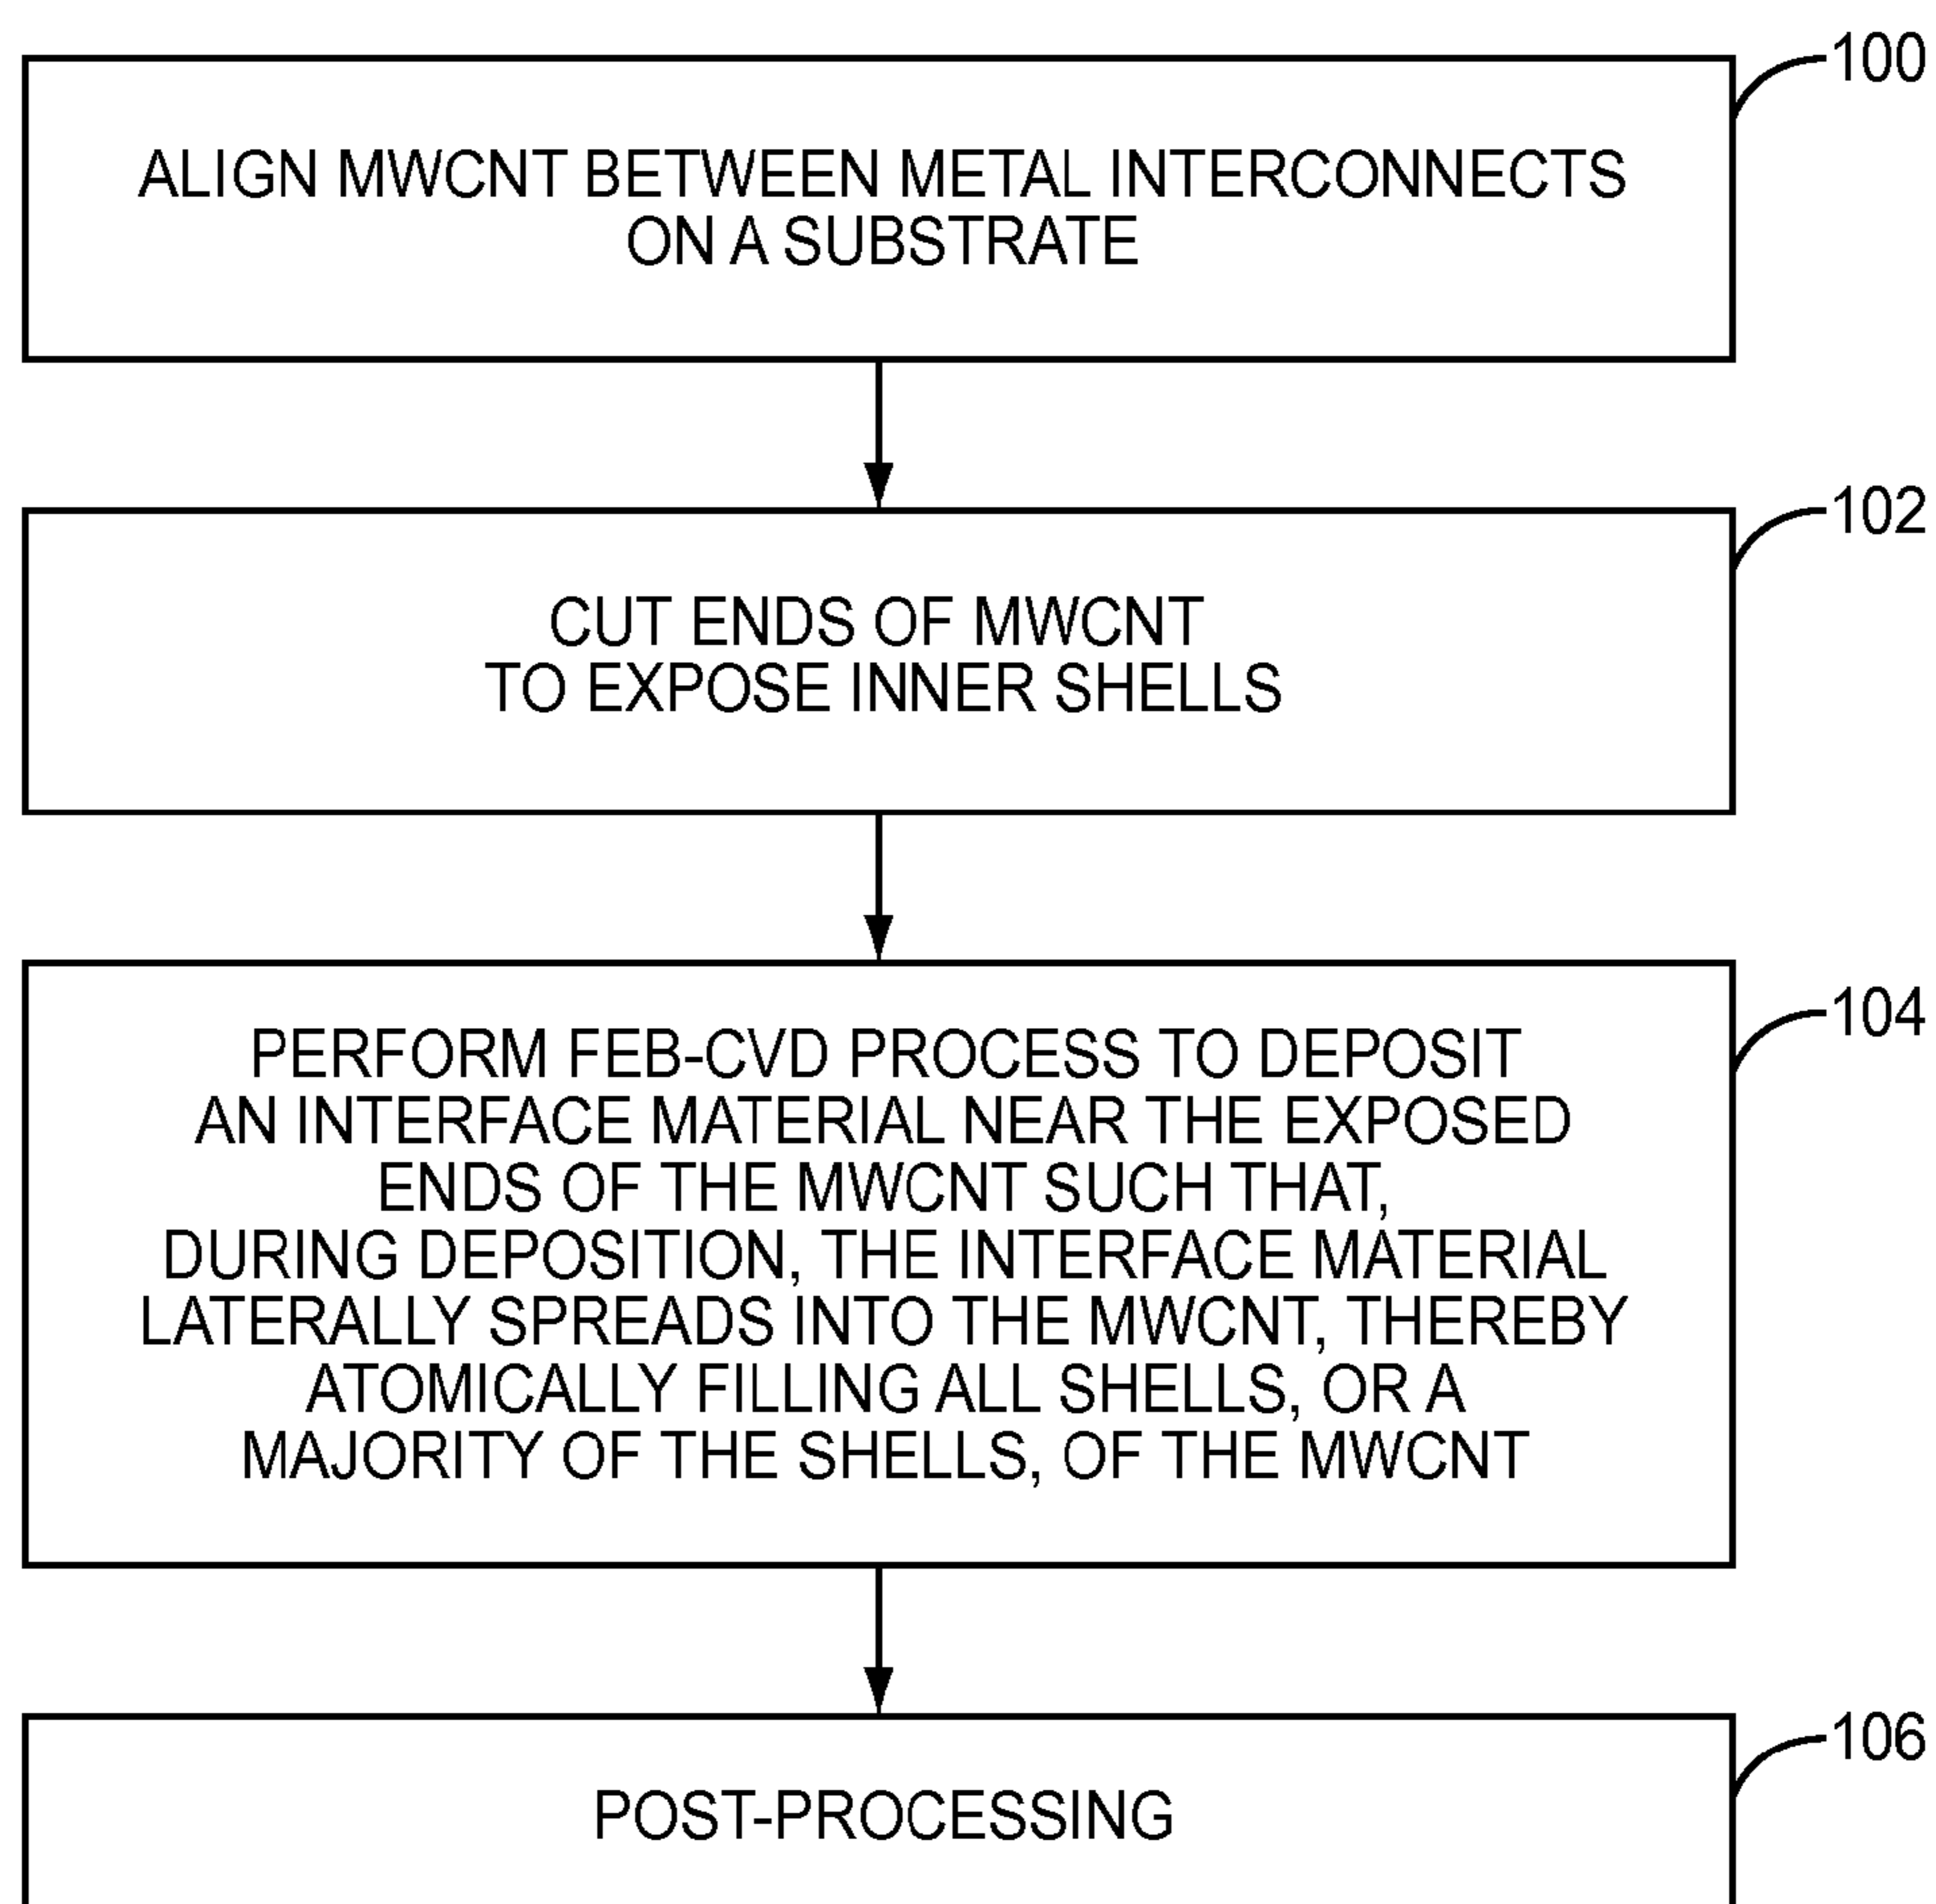 100
ALIGN MWCNT BETWEEN METAL INTERCONNECTS
ON A SUBSTRATE
102
CUT ENDS OF MWCNT
TO EXPOSE INNER SHELLS
104
PERFORM FEB-CVD PROCESS TO DEPOSIT
AN INTERFACE MATERIAL NEAR THE EXPOSED
ENDS OF THE MWCNT SUCH THAT,
DURING DEPOSITION, THE INTERFACE MATERIAL
LATERALLY SPREADS INTO THE MWCNT, THEREBY
ATOMICALLY FILLING ALL SHELLS, OR A
MAJORITY OF THE SHELLS, OF THE MWCNT
106
POST-PROCESSING